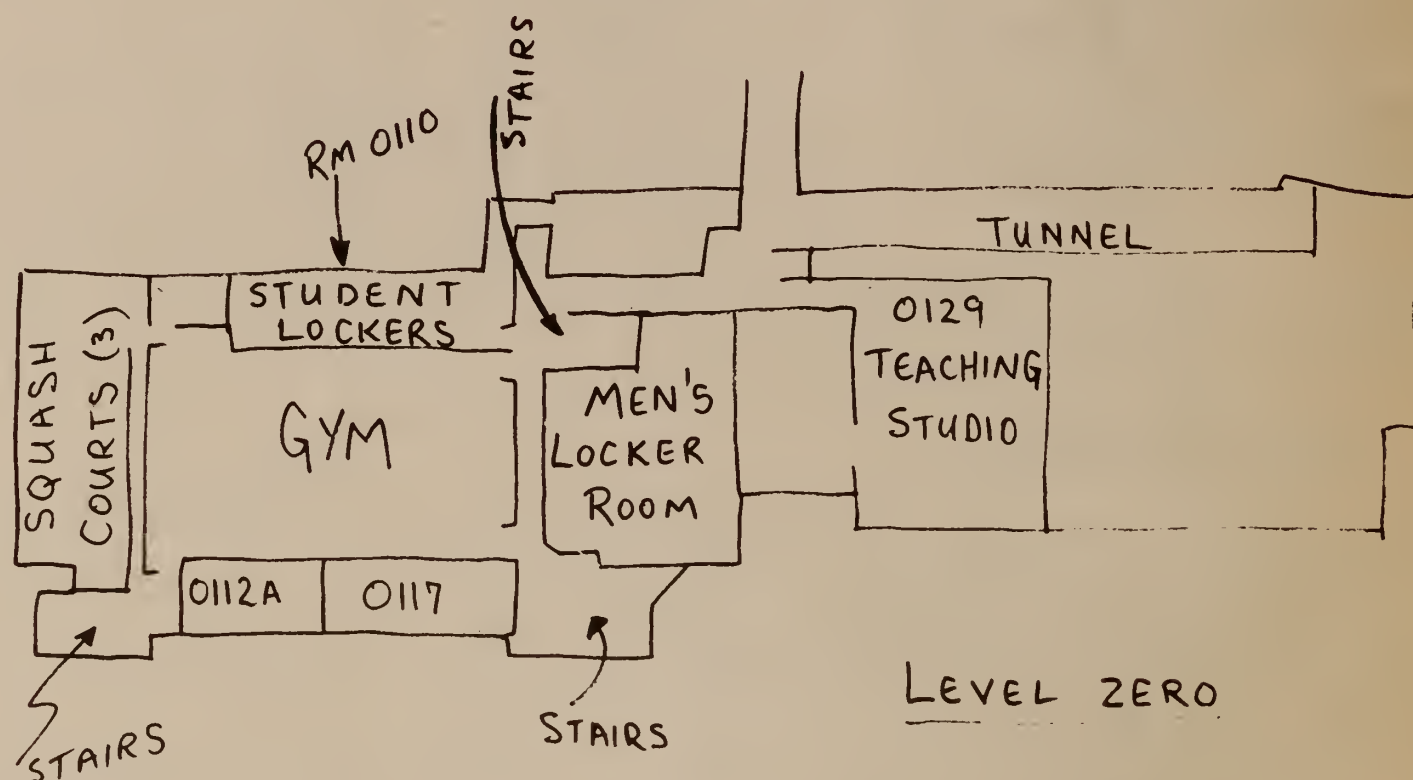 STAIRS
RM 0110
TUNNEL
STUDENT
LOCKERS
SQUASH
COURTS (3)
GYM
MEN'S
LOCKER
ROOM
0129
TEACHING
STUDIO
0112A
0117
STAIRS
STAIRS
LEVEL ZERO